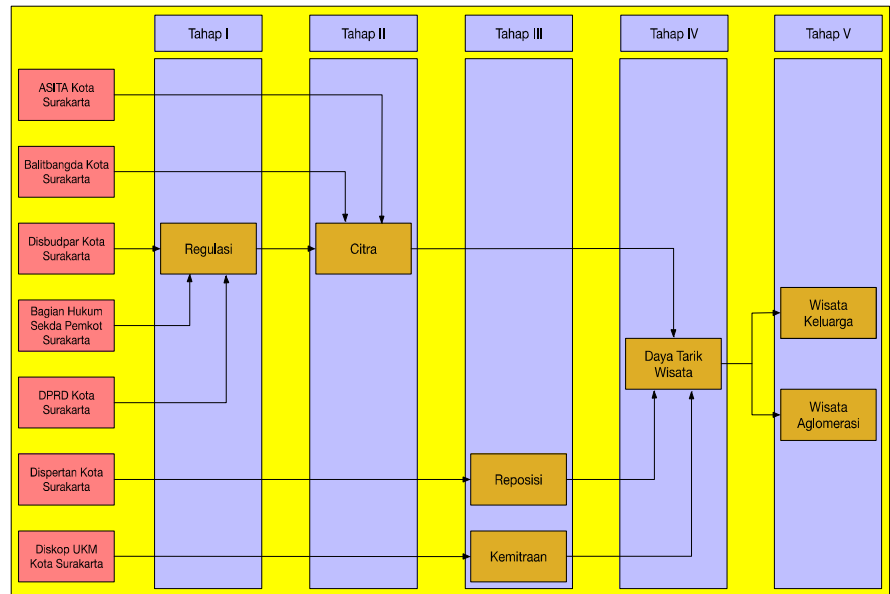 Tahap I
Tahap II
Tahap III
Tahap IV
Tahap V
ASITA Kota
Surakarta
Balitbangda Kota
Surakarta
Disbudpar Kota
Surakarta
Regulasi
Citra
Bagian Hukum
Sekda Pemkot
Surakarta
Wisata
Keluarga
Daya Tarik
Wisata
DPRD Kota
Surakarta
Wisata
Aglomerasi
Dispertan Kota
Surakarta
Reposisi
Diskop UKM
Kota Surakarta
Kemitraan